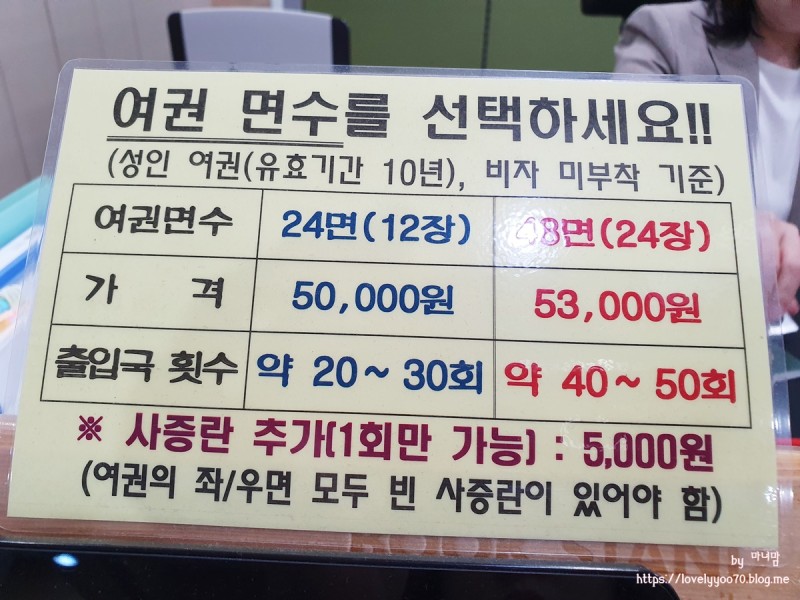 여권 면수를 선택하세요!!
(성인 여권(유효기간 10년), 비자 미부착 기준)
여권면수 24면(12장) 48면(24장)
가 격 50,000원 53,000원
출입국 횟수 약 20~30회 약 40~50회
※ 사증란 추가(1회만 가능) : 5,000원
(여권의 좌/우면 모두 빈 사증란이 있어야 함)
by 마녀맘
https://lovelyyoo70.blog.me